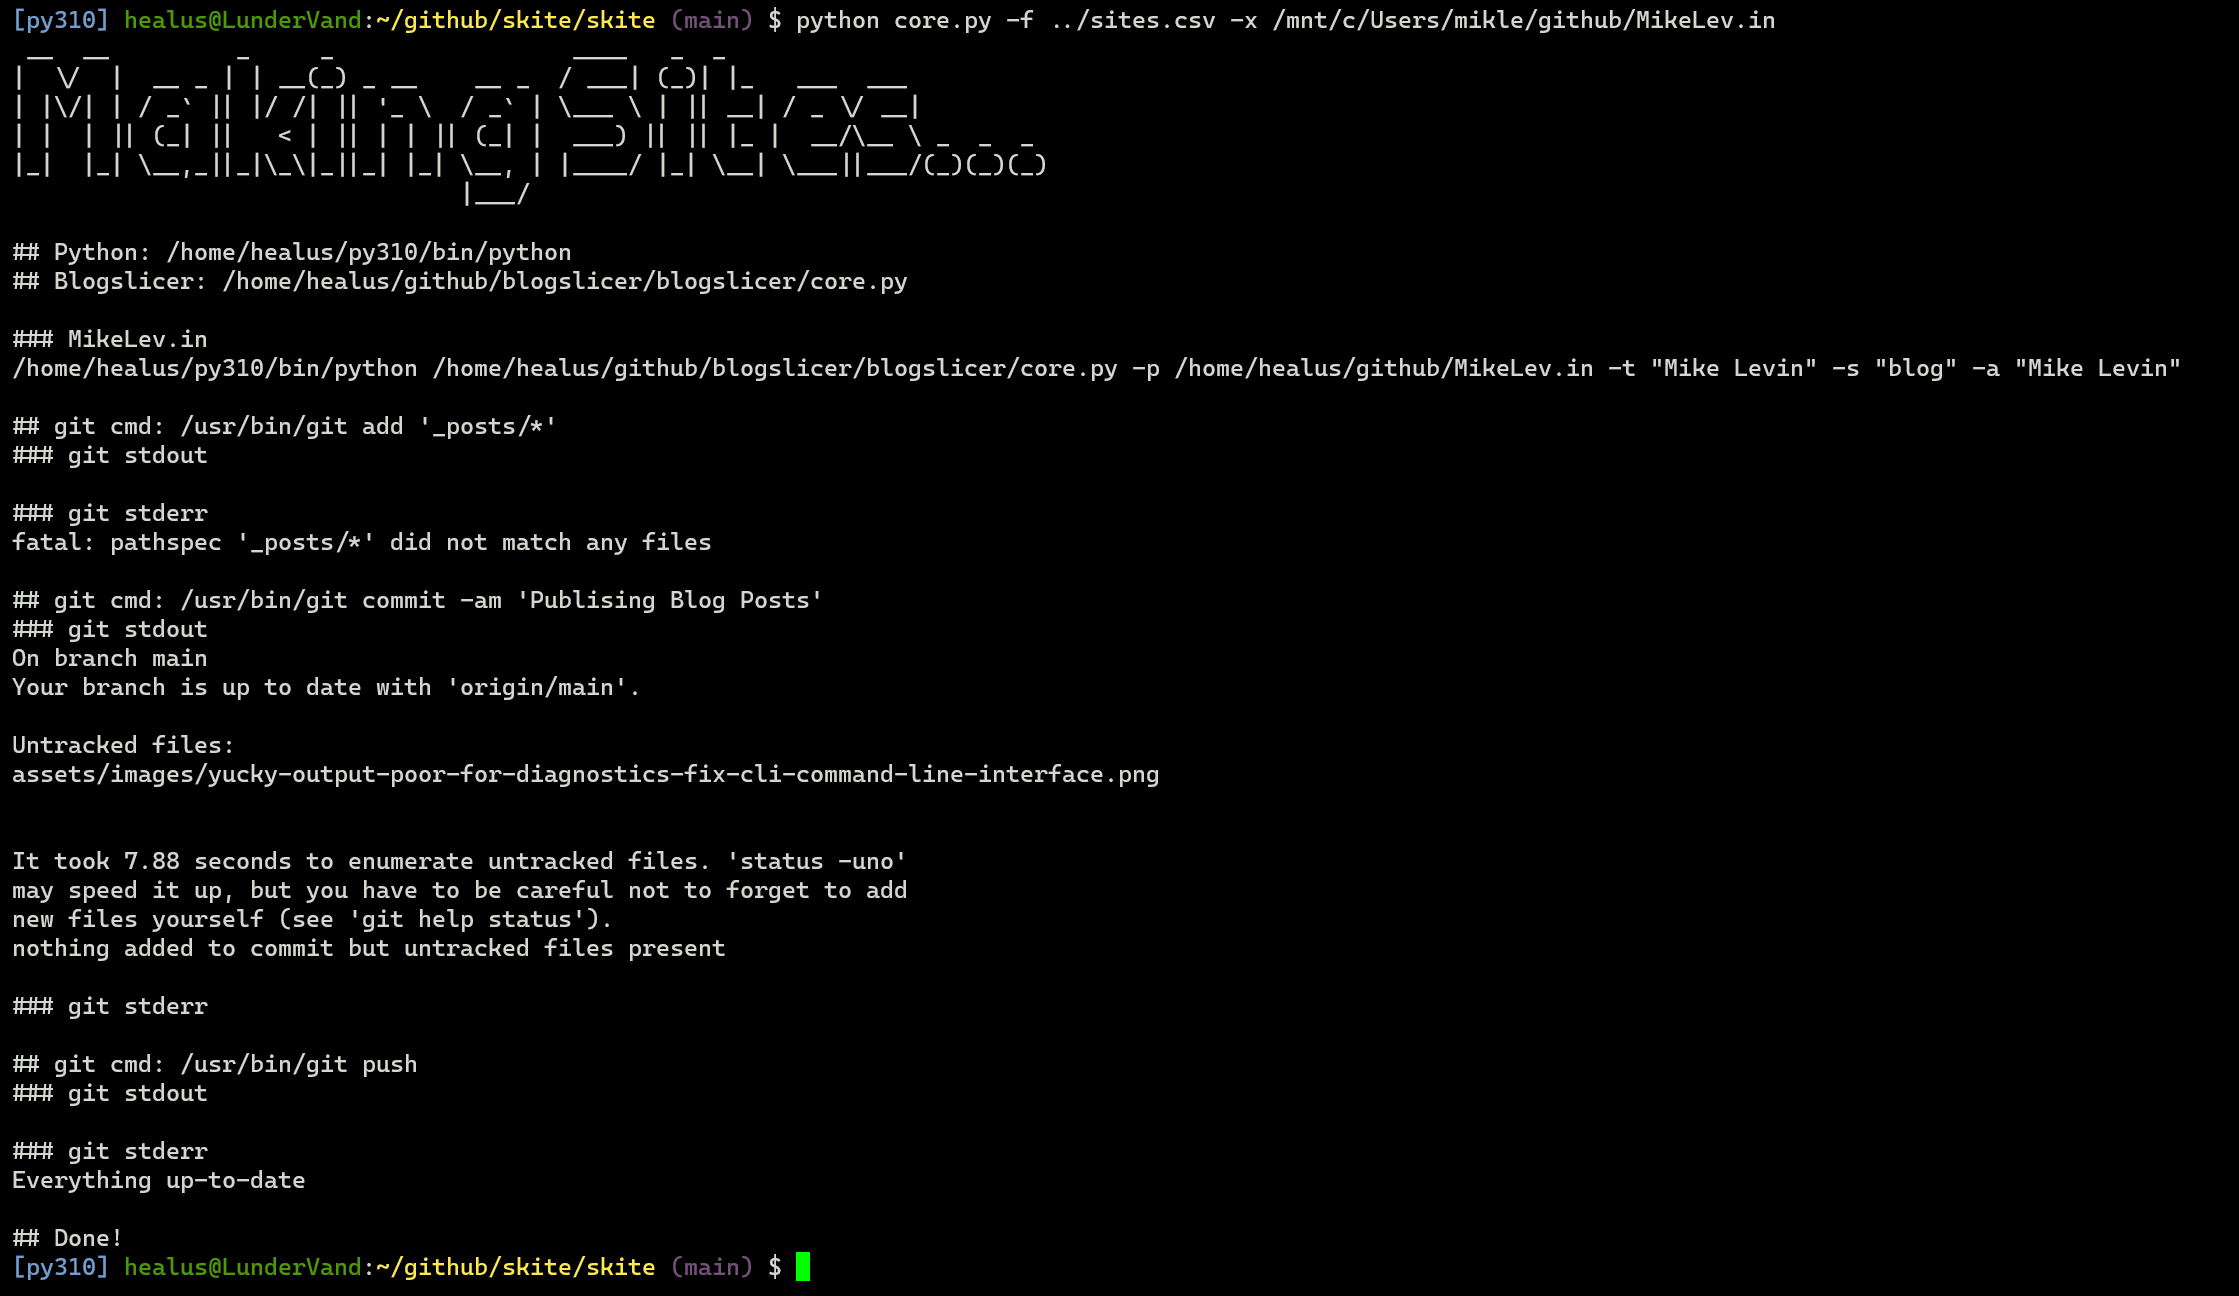 [py310] healus@LunderVand:~/github/skite/skite (main) $ python core.py -f ../sites.csv -x /mnt/c/Users/mikle/github/MikeLev.in
Making Sites...
## Python: /home/healus/py310/bin/python
## Blogslicer: /home/healus/github/blogslicer/blogslicer/core.py
### MikeLev.in
/home/healus/py310/bin/python /home/healus/github/blogslicer/blogslicer/core.py -p /home/healus/github/MikeLev.in -t "Mike Levin" -s "blog" -a "Mike Levin"
## git cmd: /usr/bin/git add '_posts/*'
### git stdout
### git stderr
fatal: pathspec '_posts/*' did not match any files
## git cmd: /usr/bin/git commit -am 'Publising Blog Posts'
### git stdout
On branch main
Your branch is up to date with 'origin/main'.
Untracked files:
assets/images/yucky-output-poor-for-diagnostics-fix-cli-command-line-interface.png
It took 7.88 seconds to enumerate untracked files. 'status -uno'
may speed it up, but you have to be careful not to forget to add
new files yourself (see 'git help status').
nothing added to commit but untracked files present
### git stderr
## git cmd: /usr/bin/git push
### git stdout
### git stderr
Everything up-to-date
## Done!
[py310] healus@LunderVand:~/github/skite/skite (main) $